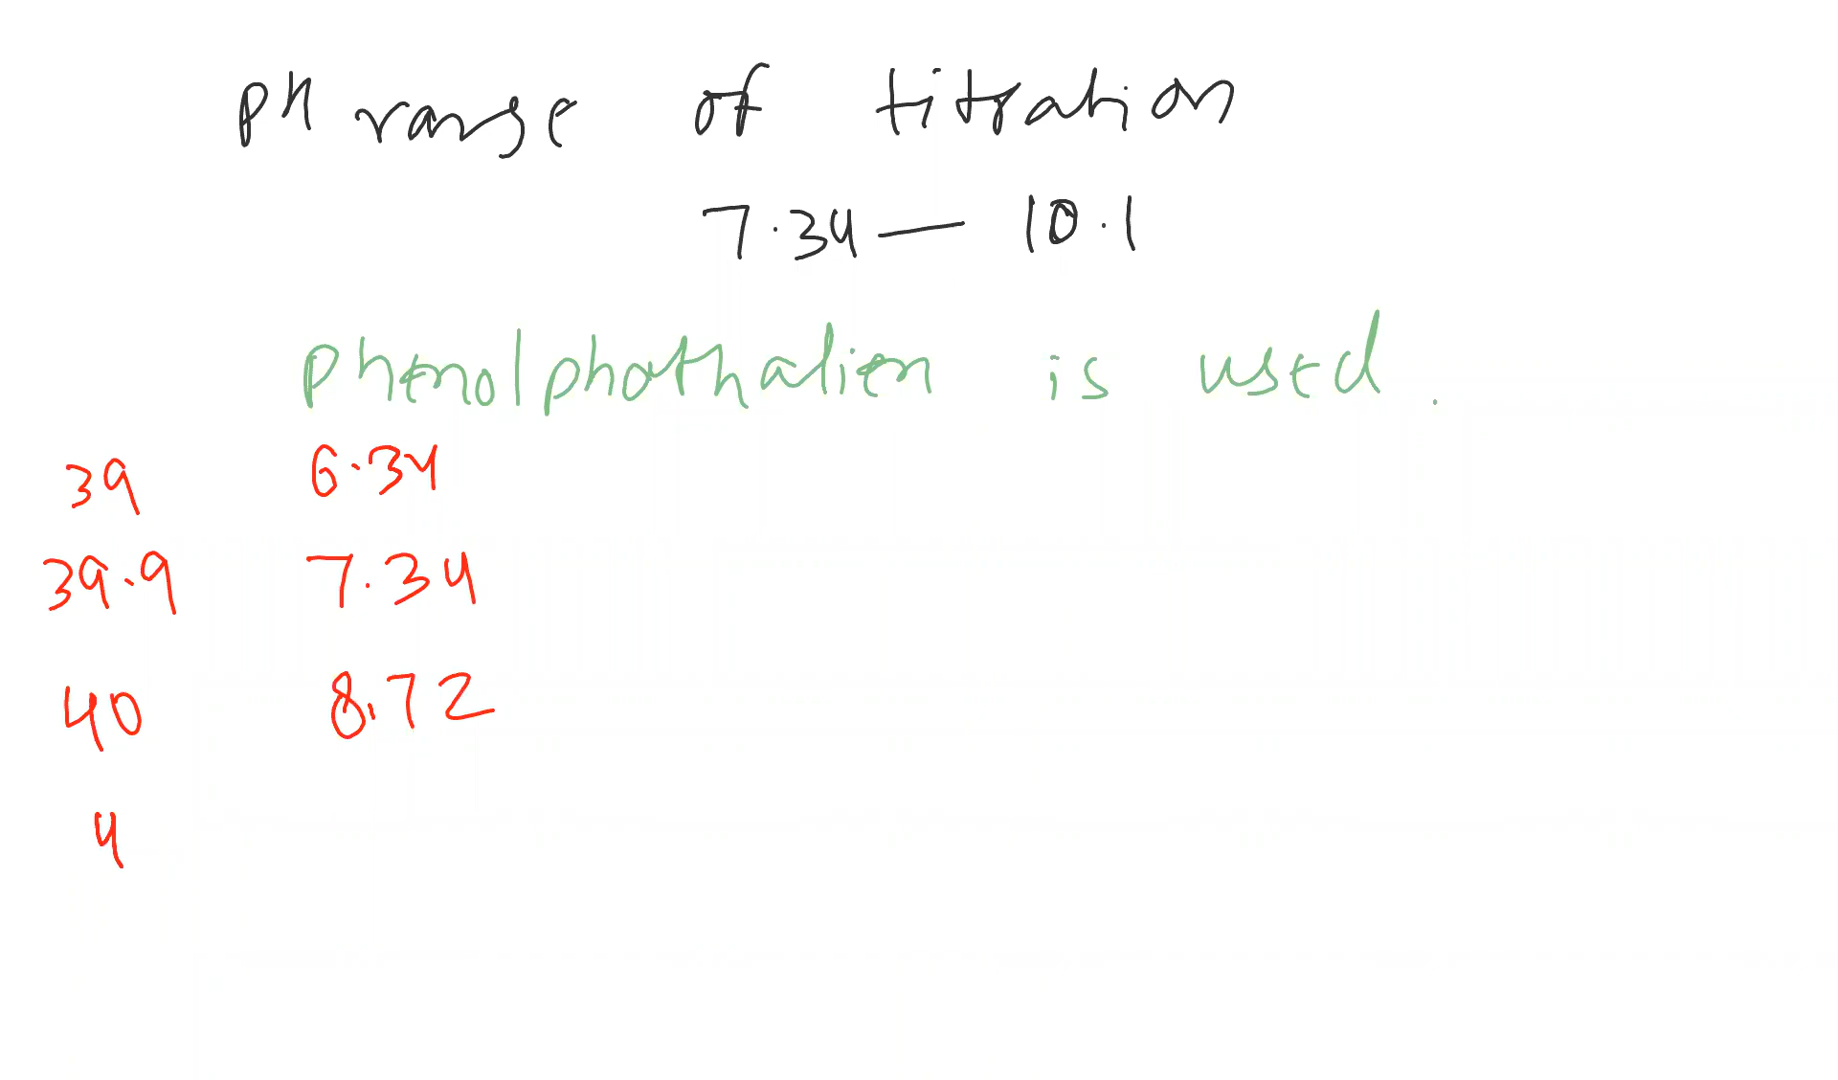 pH range of titration
7.34 — 10.1
phenolphathalien is used.
39 6.34
39.9 7.34
40 8.72
4